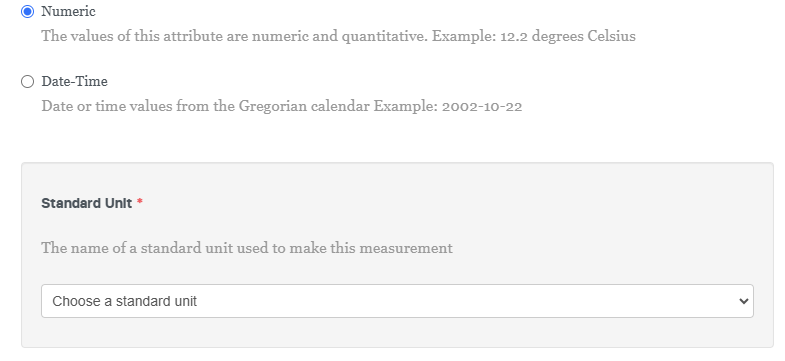 Numeric
The values of this attribute are numeric and quantitative. Example: 12.2 degrees Celsius
Date-Time
Date or time values from the Gregorian calendar Example: 2002-10-22
Standard Unit *
The name of a standard unit used to make this measurement
Choose a standard unit